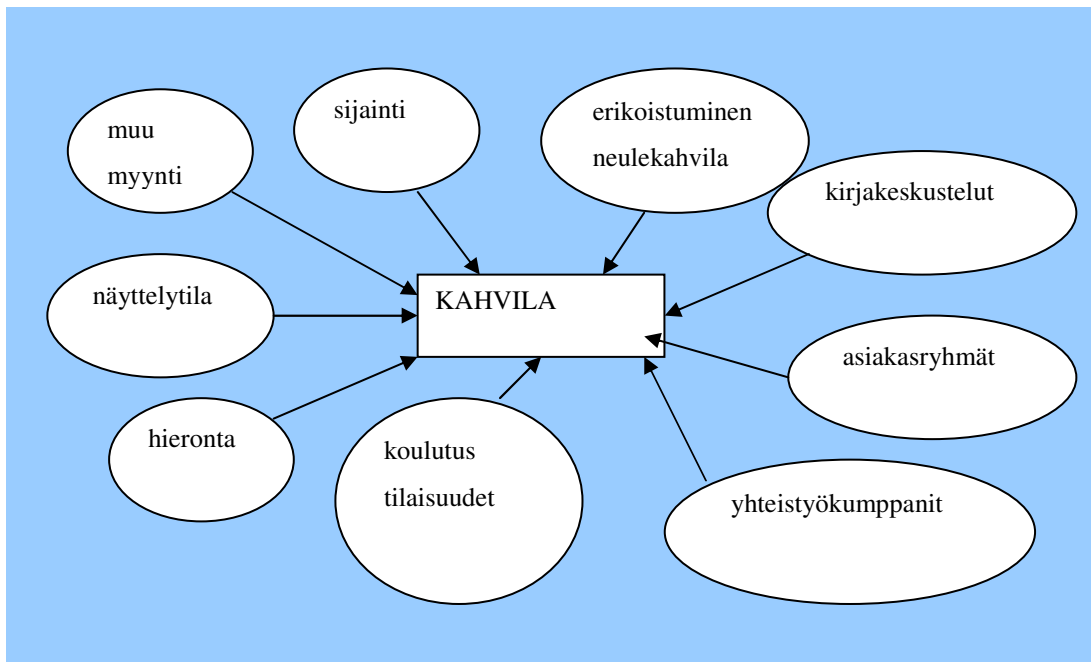 muu
myynti
sijainti
erikoistuminen
neulekahvila
kirjakeskustelut
näyttelytila
KAHVILA
asiakasryhmät
hieronta
koulutus
tilaisuudet
yhteistyökumppanit